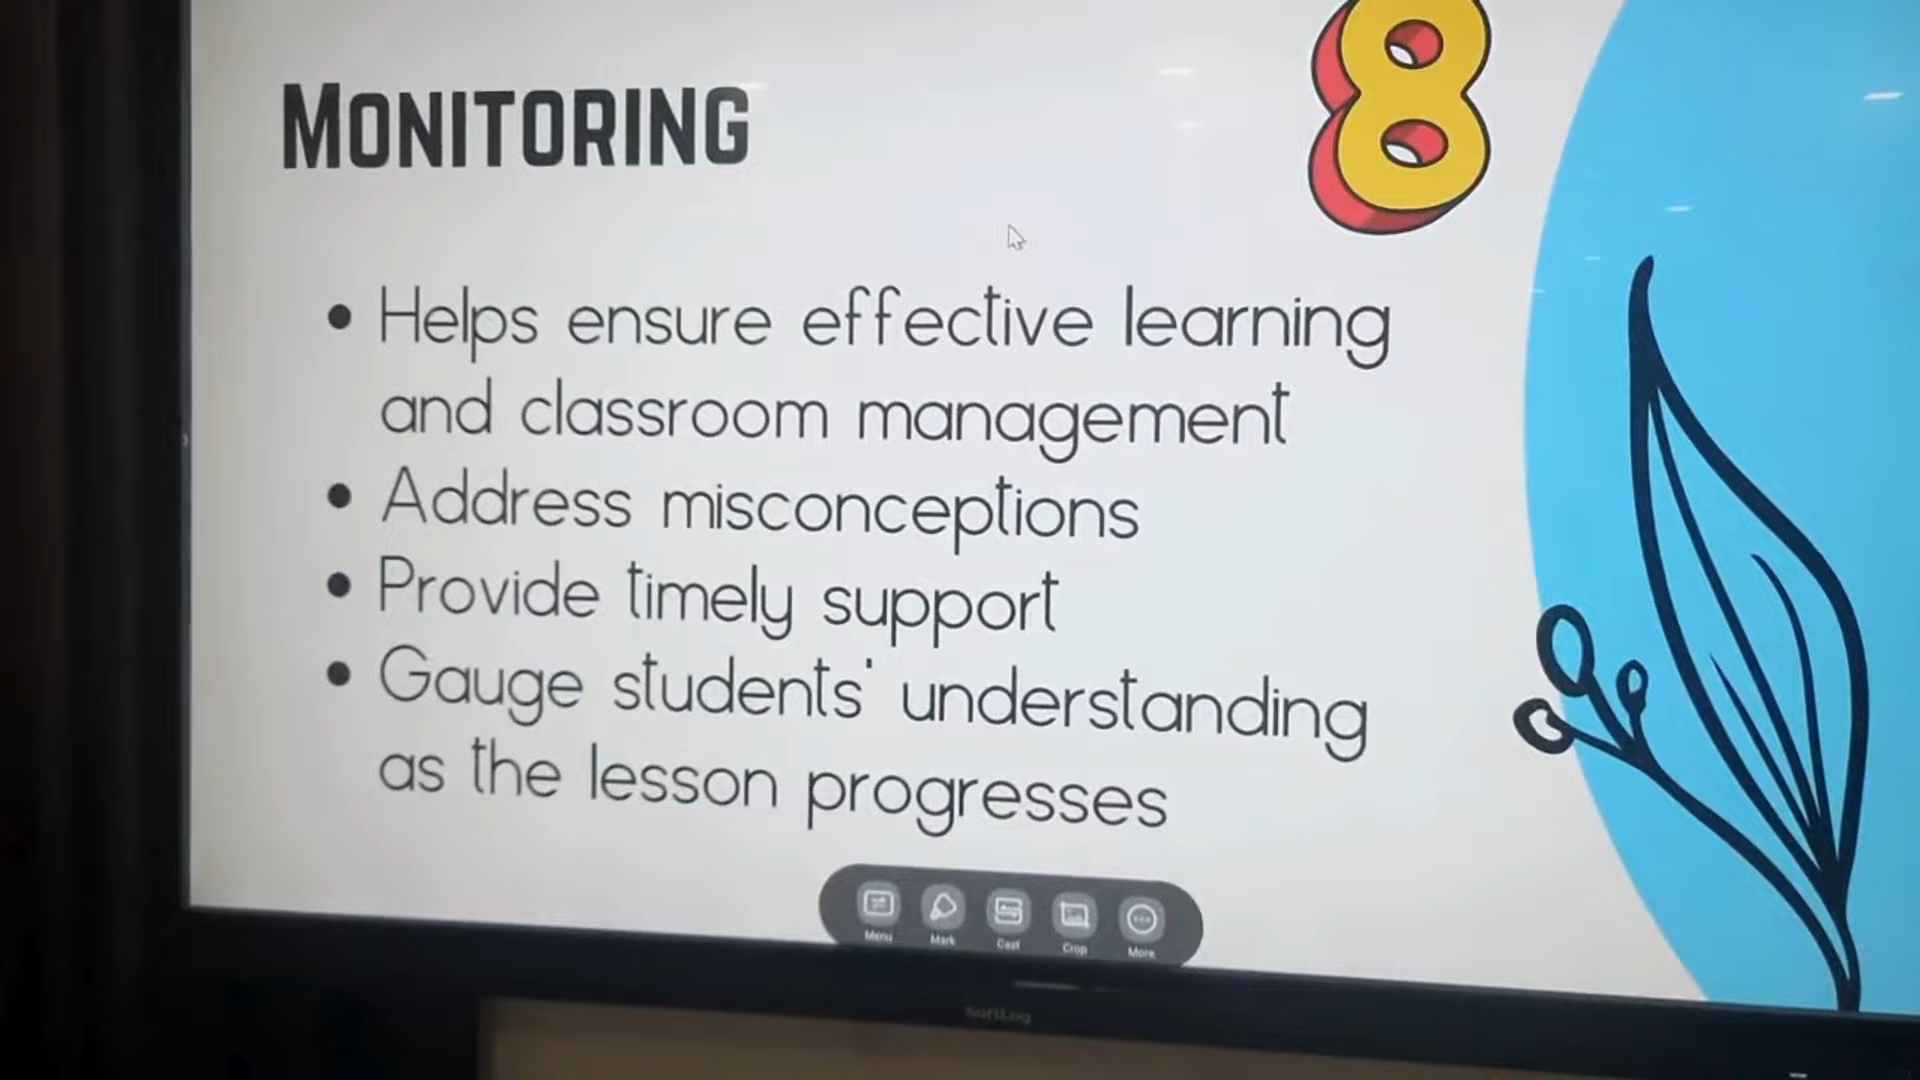 8
MONITORING
• Helps ensure effective learning
and classroom management
• Address misconceptions
• Provide timely support
• Gauge students' understanding
as the lesson progresses
Menu Mark Cast Crop More